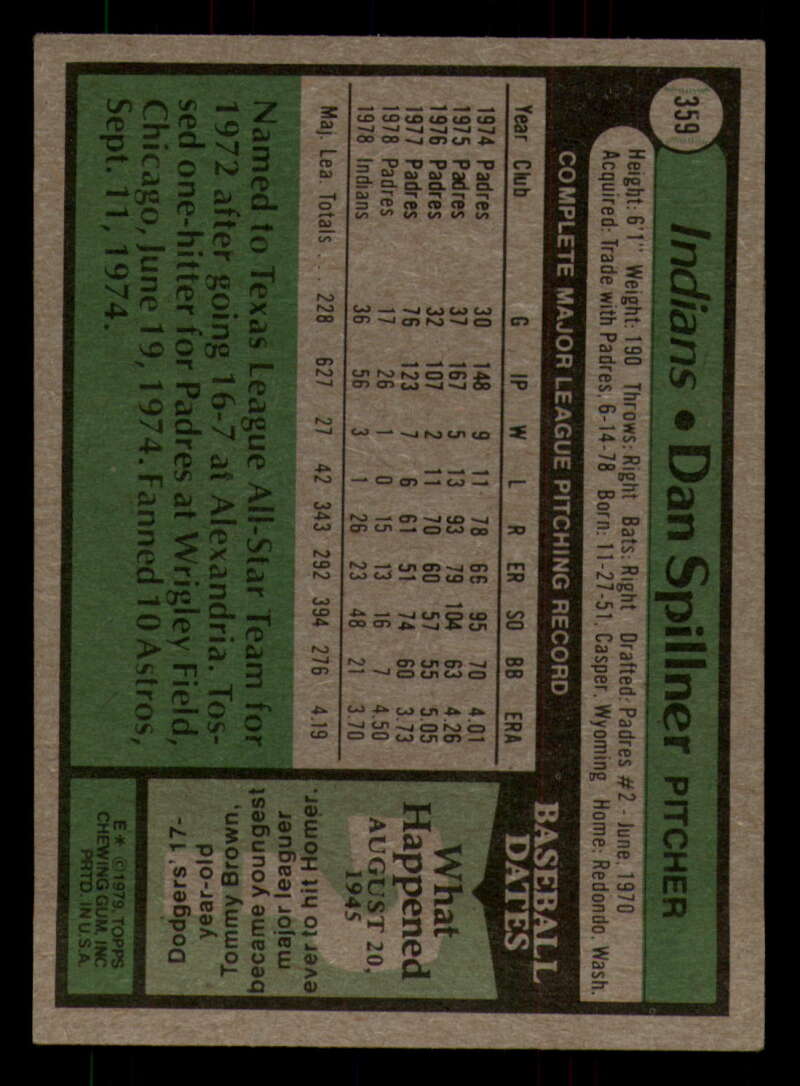 359
Indians • Dan Spillner PITCHER
Height: 6'1" Weight: 190 Throws: Right Bats: Right Drafted: Padres #2 - June, 1970
Acquired: Trade with Padres, 6-14-78 Born: 11-27-51, Casper, Wyoming Home: Redondo, Wash.
COMPLETE MAJOR LEAGUE PITCHING RECORD
Year Club G IP W L R ER SO BB ERA
1974 Padres 30 148 9 11 78 66 95 70 4.01
1975 Padres 37 167 5 13 93 79 104 63 4.26
1976 Padres 32 107 2 11 70 60 57 55 5.05
1977 Padres 76 123 7 6 61 51 74 60 3.73
1978 Padres 17 26 1 0 15 13 16 7 4.50
1978 Indians 36 56 3 1 26 23 48 21 3.70
Maj. Lea. Totals . . . 228 627 27 42 343 292 394 276 4.19
Named to Texas League All-Star Team for
1972 after going 16-7 at Alexandria. Tos-
sed one-hitter for Padres at Wrigley Field,
Chicago, June 19, 1974. Fanned 10 Astros,
Sept. 11, 1974.
BASEBALL
DATES
What
Happened
AUGUST 20,
1945
Dodgers' 17-
year-old
Tommy Brown,
became youngest
major leaguer
ever to hit Homer.
E* ©1979 TOPPS
CHEWING GUM, INC
PRTD. IN U.S.A.